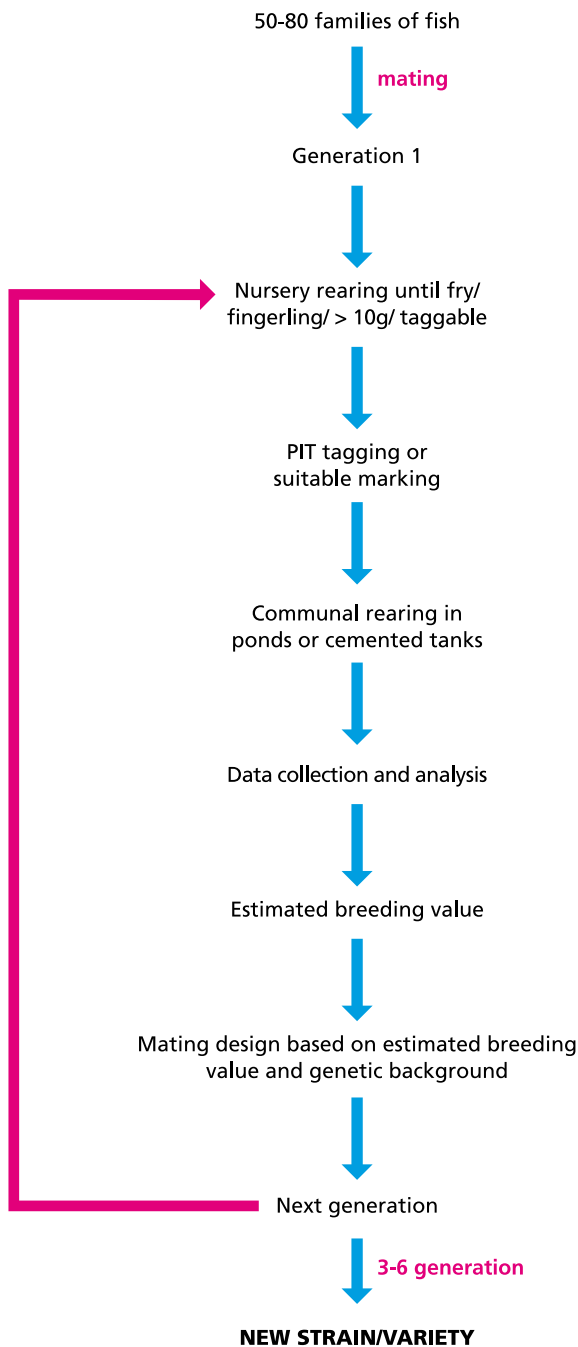 50-80 families of fish
mating
Generation 1
Nursery rearing until fry/
fingerling/ > 10g/ taggable
PIT tagging or
suitable marking
Communal rearing in
ponds or cemented tanks
Data collection and analysis
Estimated breeding value
Mating design based on estimated breeding
value and genetic background
Next generation
3-6 generation
NEW STRAIN/VARIETY